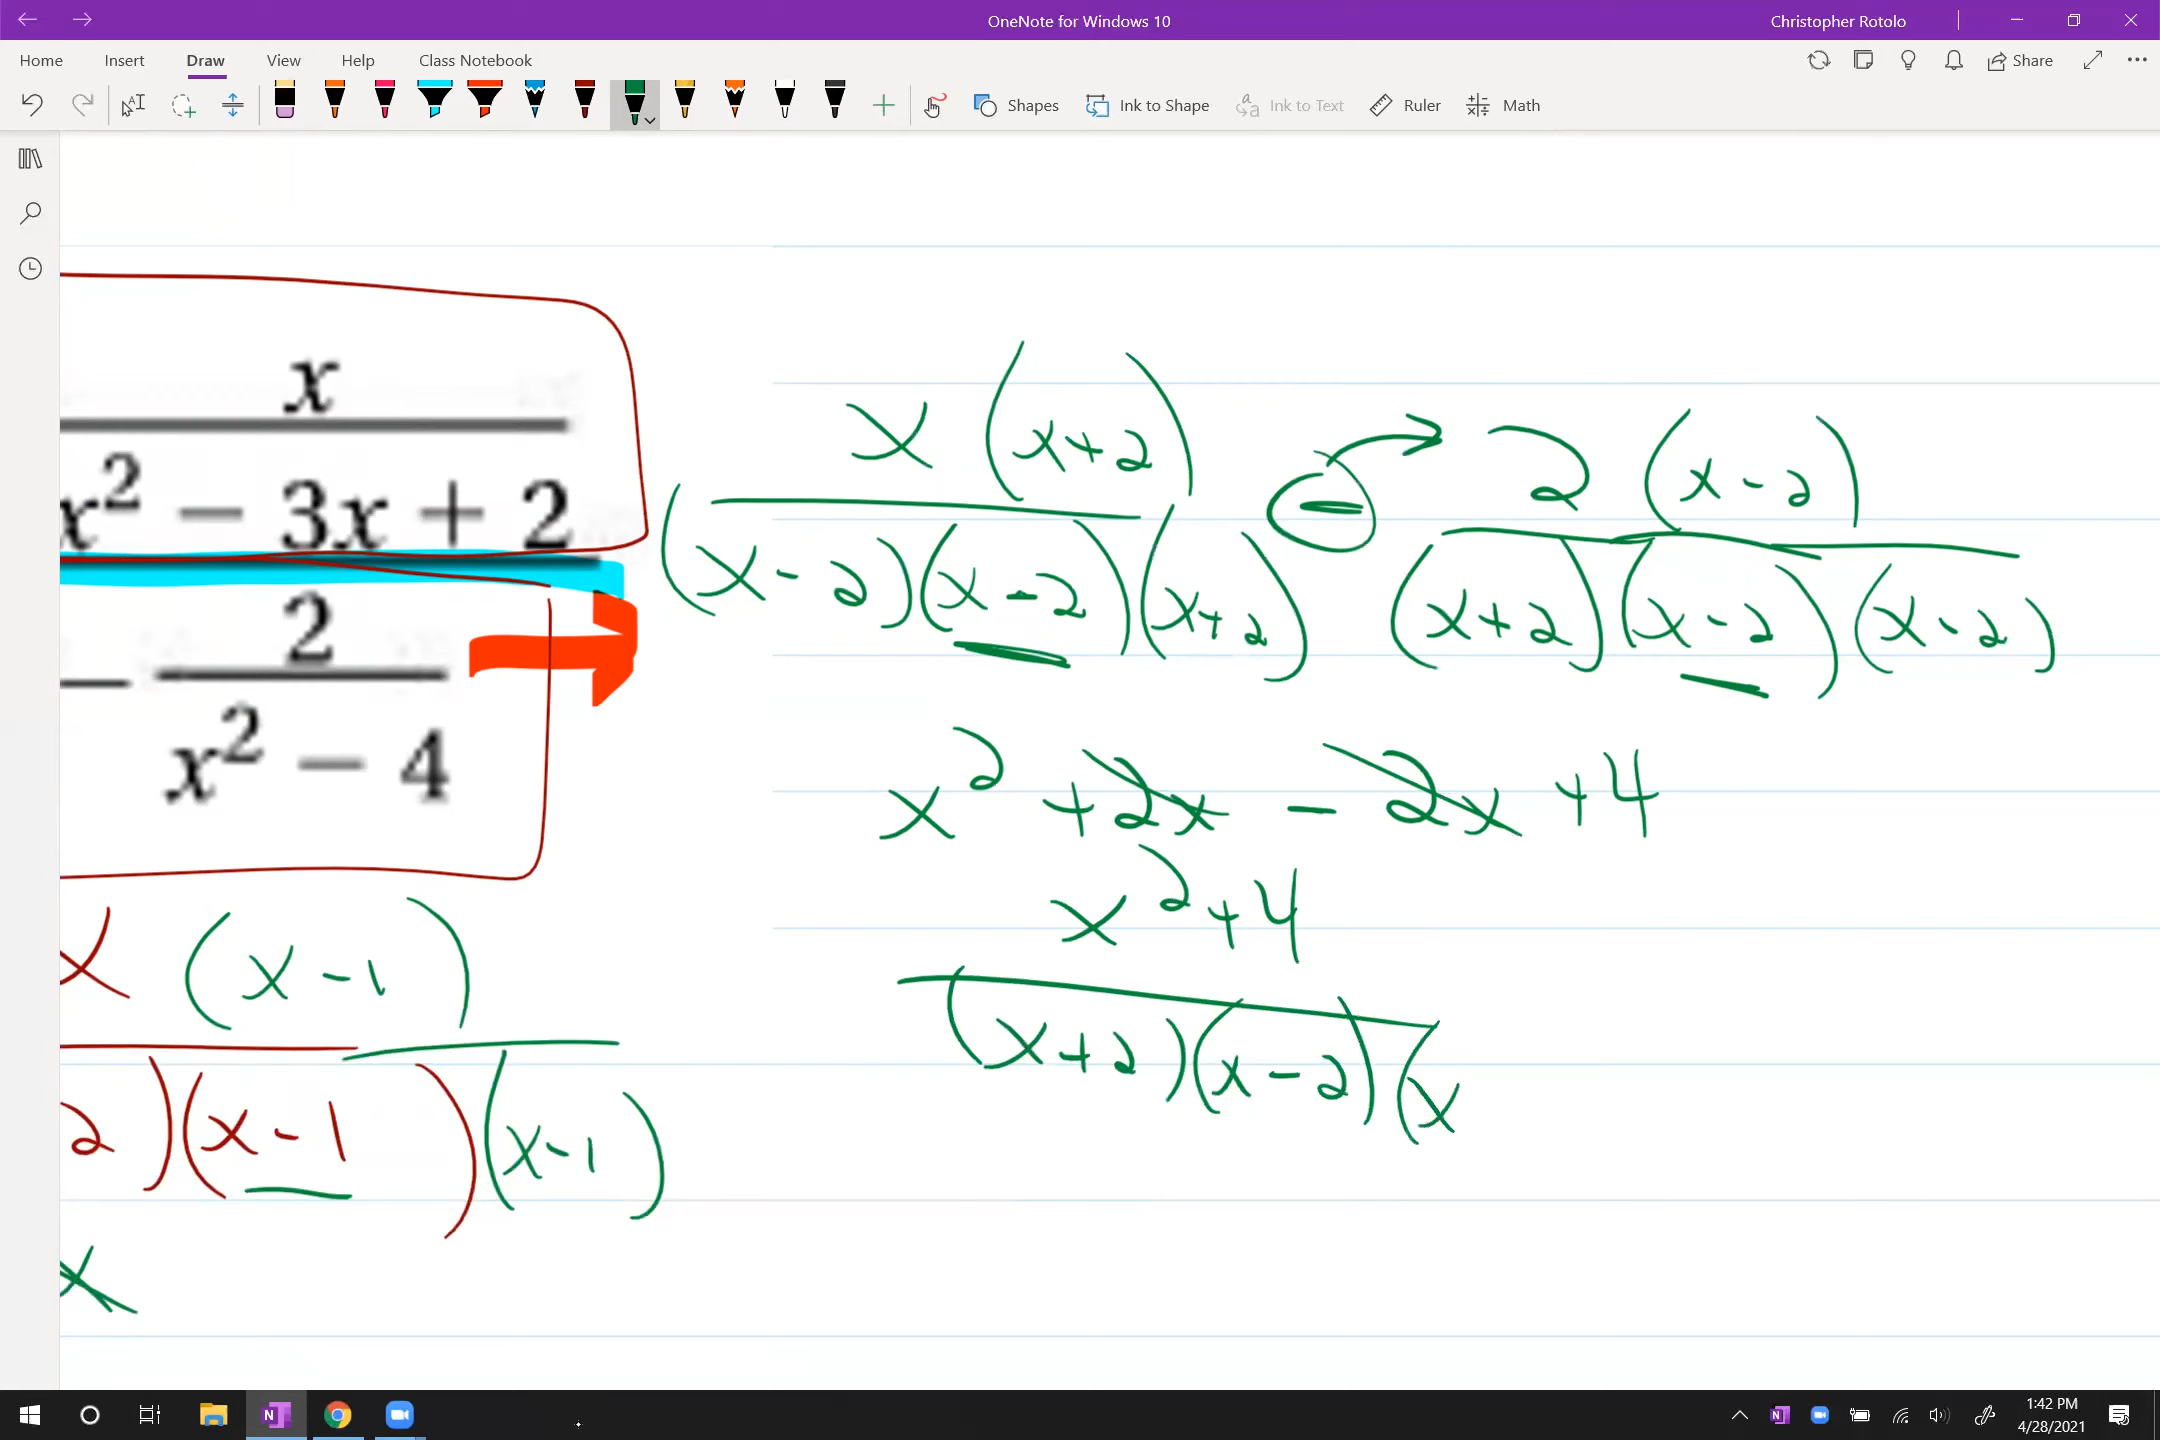 OneNote for Windows 10
Christopher Rotolo
Home Insert Draw View Help Class Notebook
Share
Shapes Ink to Shape Ink to Text Ruler Math
x
x² − 3x + 2
− 2
x² − 4
x (x+2)
(x-2)(x-2)(x+2)
−
2 (x-2)
(x+2)(x-2)(x-2)
x² +2x - 2x +4
x²+4
(x+2)(x-2)(x
x (x-1)
2)(x-1)(x-1)
x
1:42 PM
4/28/2021